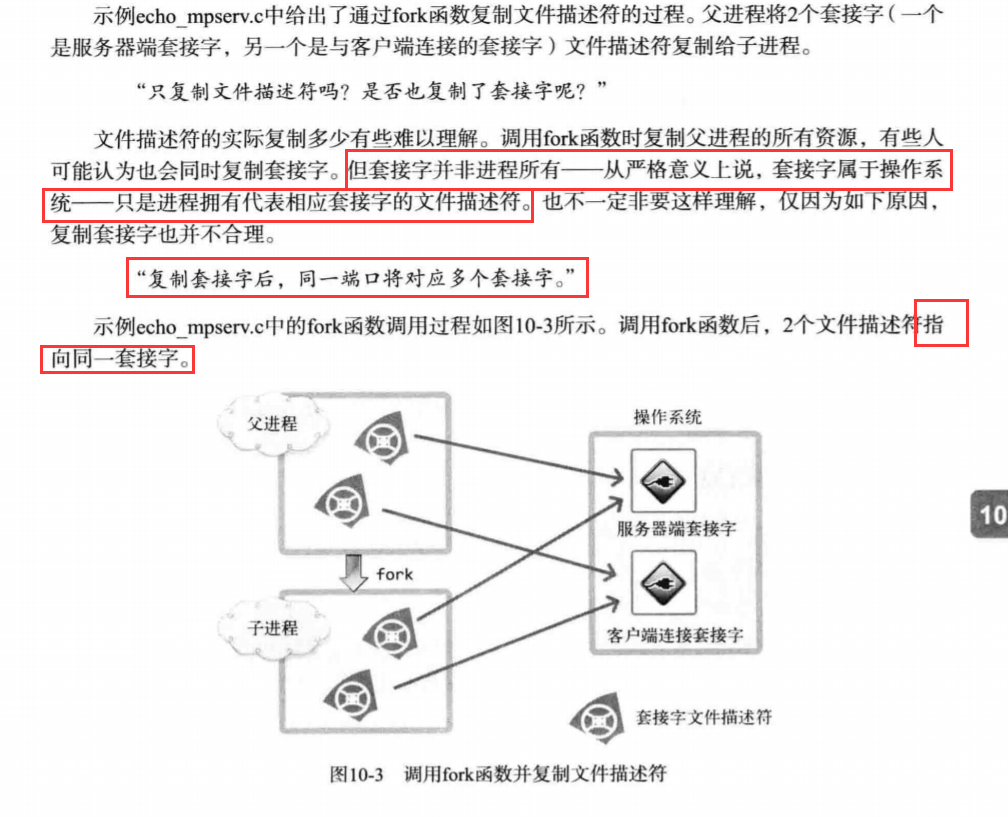 示例echo_mpserv.c中给出了通过fork函数复制文件描述符的过程。父进程将2个套接字（一个
是服务器端套接字，另一个是与客户端连接的套接字）文件描述符复制给子进程。
“只复制文件描述符吗？是否也复制了套接字呢？”
文件描述符的实际复制多少有些难以理解。调用fork函数时复制父进程的所有资源，有些人
可能认为也会同时复制套接字。但套接字并非进程所有——从严格意义上说，套接字属于操作系
统——只是进程拥有代表相应套接字的文件描述符。也不一定非要这样理解，仅因为如下原因，
复制套接字也并不合理。
“复制套接字后，同一端口将对应多个套接字。”
示例echo_mpserv.c中的fork函数调用过程如图10-3所示。调用fork函数后，2个文件描述符指
向同一套接字。
父进程
操作系统
服务器端套接字
fork
子进程
客户端连接套接字
套接字文件描述符
图10-3 调用fork函数并复制文件描述符
10